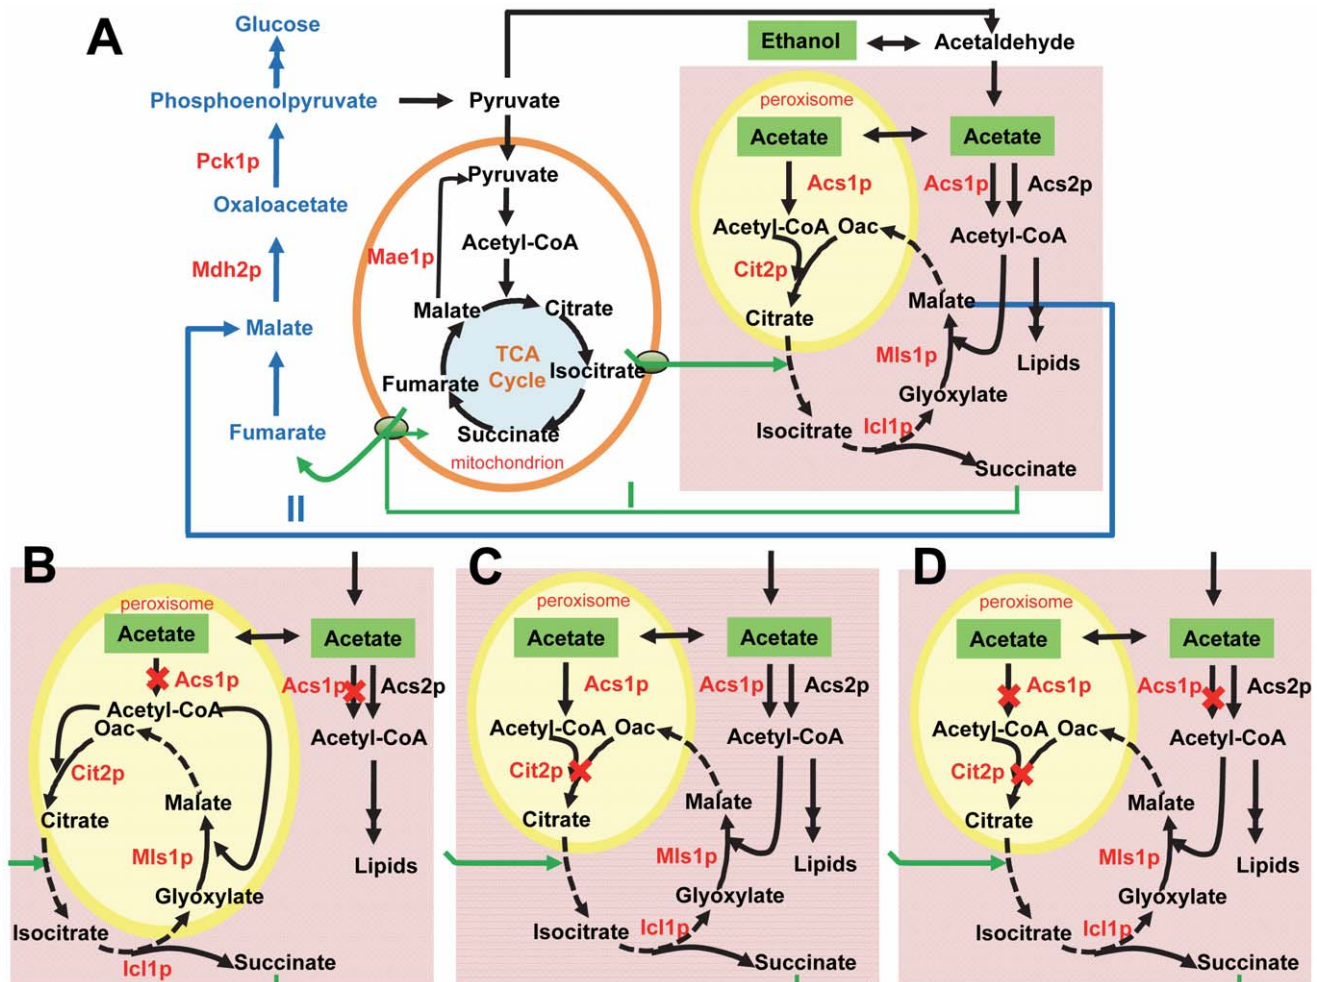 A
Glucose
Phosphoenolpyruvate
Pck1p
Oxaloacetate
Mdh2p
Malate
Fumarate
II
Pyruvate
Pyruvate
Acetyl-CoA
Mae1p
Malate
Citrate
TCA
Cycle
Isocitrate
Fumarate
Succinate
mitochondrion
I
Ethanol
Acetaldehyde
peroxisome
Acetate
Acetate
Acs1p
Acs1p
Acs2p
Acetyl-CoA
Oac
Acetyl-CoA
Cit2p
Malate
Citrate
Mls1p
Lipids
Glyoxylate
Isocitrate
Icl1p
Succinate
B
peroxisome
Acetate
Acetate
Acs1p
Acs1p
Acs2p
Acetyl-CoA
Oac
Acetyl-CoA
Cit2p
Malate
Citrate
Mls1p
Lipids
Glyoxylate
Isocitrate
Icl1p
Succinate
C
peroxisome
Acetate
Acetate
Acs1p
Acs1p
Acs2p
Acetyl-CoA
Oac
Acetyl-CoA
Cit2p
Malate
Citrate
Mls1p
Lipids
Glyoxylate
Isocitrate
Icl1p
Succinate
D
peroxisome
Acetate
Acetate
Acs1p
Acs1p
Acs2p
Acetyl-CoA
Oac
Acetyl-CoA
Cit2p
Malate
Citrate
Mls1p
Lipids
Glyoxylate
Isocitrate
Icl1p
Succinate